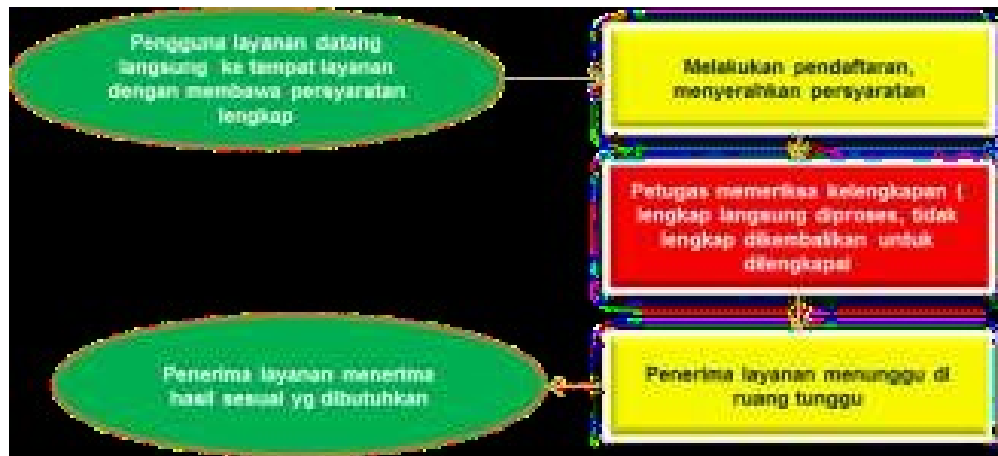 Pengguna layanan datang
langsung ke tempat layanan
dengan membawa persyaratan
lengkap
Melakukan pendaftaran,
menyerahkan persyaratan
Petugas memeriksa kelengkapan (
lengkap langsung diproses, tidak
lengkap dikembalikan untuk
dilengkapai
Penerima layanan menunggu di
ruang tunggu
Penerima layanan menerima
hasil sesuai yg dibutuhkan